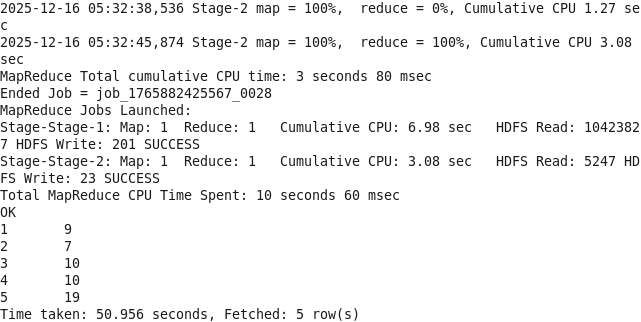 2025-12-16 05:32:38,536 Stage-2 map = 100%,  reduce = 0%, Cumulative CPU 1.27 se
c
2025-12-16 05:32:45,874 Stage-2 map = 100%,  reduce = 100%, Cumulative CPU 3.08
sec
MapReduce Total cumulative CPU time: 3 seconds 80 msec
Ended Job = job_1765882425567_0028
MapReduce Jobs Launched:
Stage-Stage-1: Map: 1  Reduce: 1   Cumulative CPU: 6.98 sec   HDFS Read: 1042382
7 HDFS Write: 201 SUCCESS
Stage-Stage-2: Map: 1  Reduce: 1   Cumulative CPU: 3.08 sec   HDFS Read: 5247 HD
FS Write: 23 SUCCESS
Total MapReduce CPU Time Spent: 10 seconds 60 msec
OK
1       9
2       7
3       10
4       10
5       19
Time taken: 50.956 seconds, Fetched: 5 row(s)